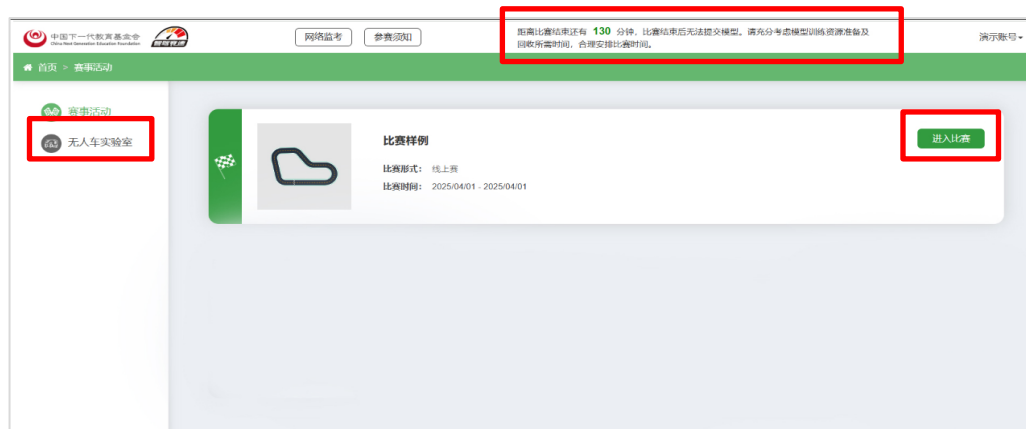 中国下一代教育基金会
China Next Generation Education Foundation
网络监考
参赛须知
距离比赛结束还有 130 分钟，比赛结束后无法提交模型。请充分考虑模型训练资源准备及
回收所需时间，合理安排比赛时间。
演示账号
首页 > 赛事活动
赛事活动
无人车实验室
比赛样例
进入比赛
比赛形式： 线上赛
比赛时间： 2025/04/01 - 2025/04/01